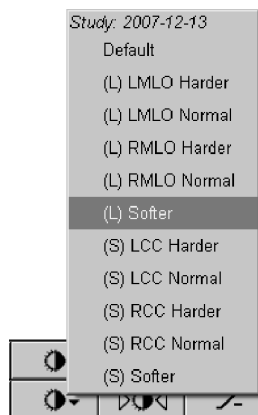 Study: 2007-12-13
Default
(L) LMLO Harder
(L) LMLO Normal
(L) RMLO Harder
(L) RMLO Normal
(L) Softer
(S) LCC Harder
(S) LCC Normal
(S) RCC Harder
(S) RCC Normal
(S) Softer